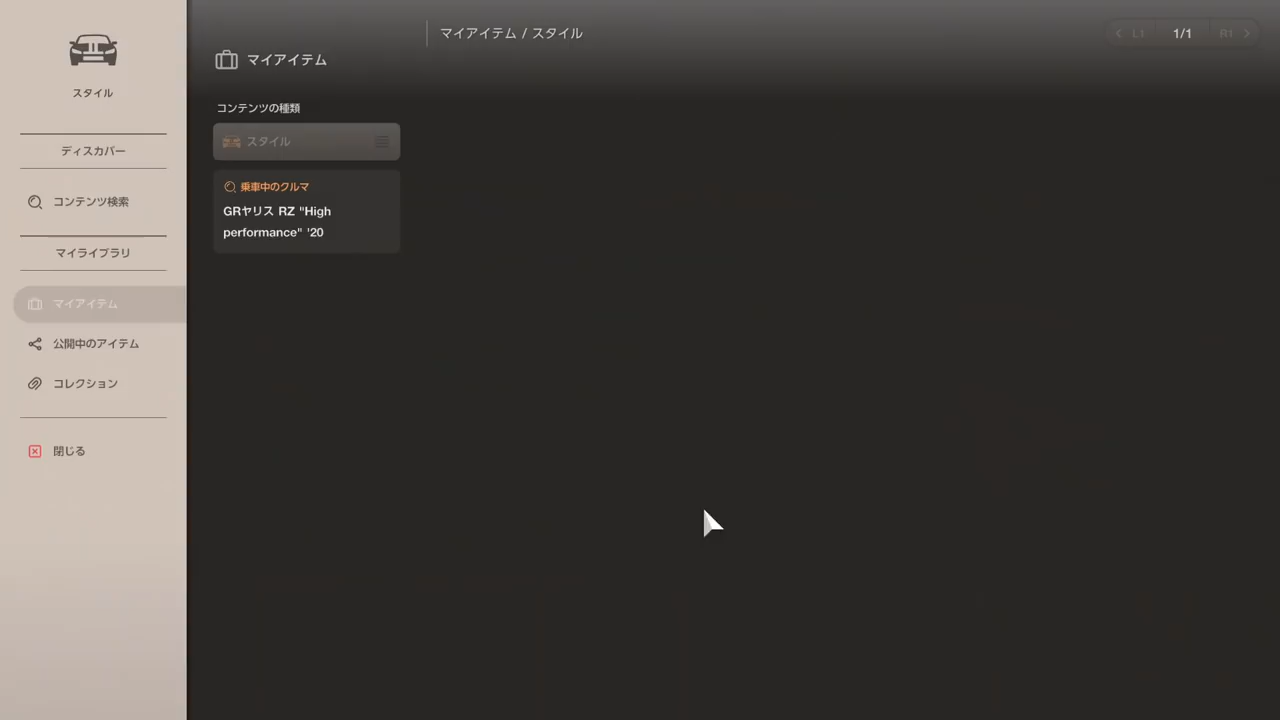 スタイル
ディスカバー
コンテンツ検索
マイライブラリ
マイアイテム
公開中のアイテム
コレクション
閉じる
マイアイテム / スタイル
L1 1/1 R1
マイアイテム
コンテンツの種類
スタイル
乗車中のクルマ
GRヤリス RZ "High
performance" '20